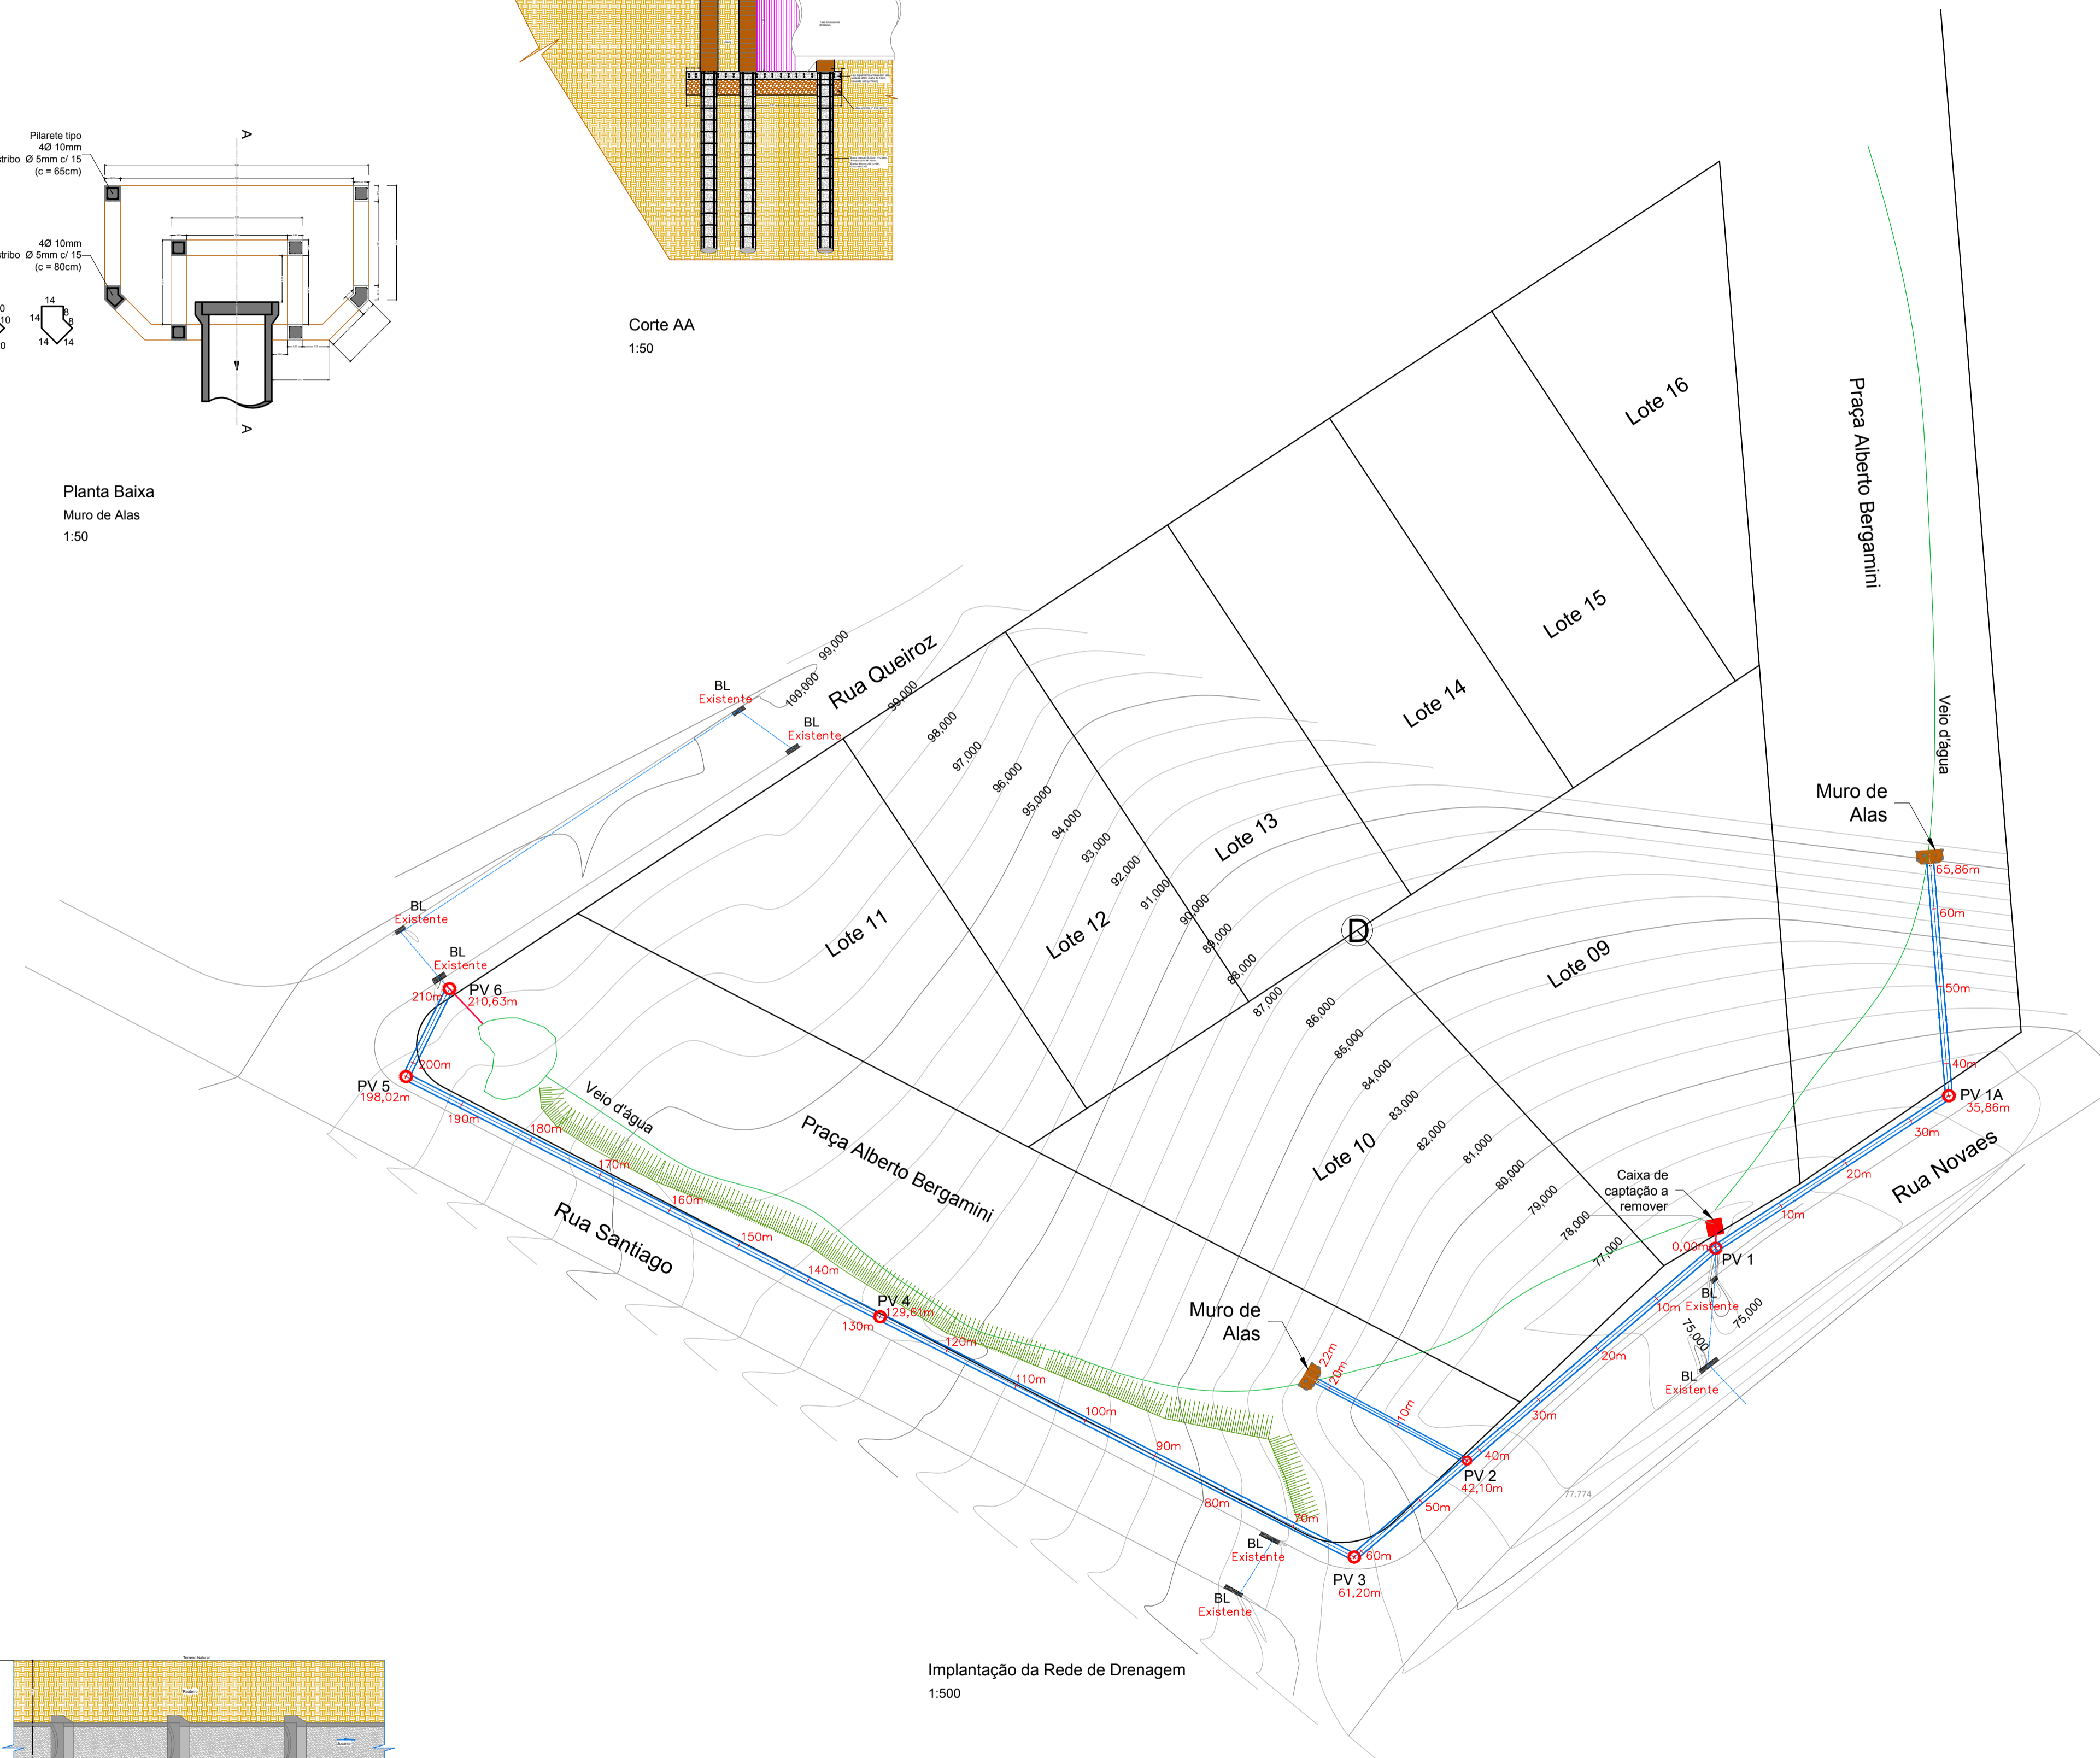 Pilarete tipo
4Ø 10mm
stribo Ø 5mm c/ 15
(c = 65cm)
4Ø 10mm
stribo Ø 5mm c/ 15
(c = 80cm)
A
A
0
10
0
14
14
8
8
14
14
Planta Baixa
Muro de Alas
1:50
Corte AA
1:50
Lote 16
Praça Alberto Bergamini
Lote 15
Lote 14
Veio d'água
Muro de
Alas
65,86m
60m
50m
40m
PV 1A
35,86m
30m
20m
10m
Rua Novaes
Rua Queiroz
99,000
100,000
BL
Existente
BL
Existente
BL
Existente
BL
Existente
99,000
98,000
97,000
96,000
95,000
94,000
93,000
92,000
91,000
90,000
89,000
88,000
87,000
86,000
85,000
84,000
83,000
82,000
81,000
80,000
79,000
78,000
77,000
Lote 13
Lote 12
Lote 11
D
Lote 09
Lote 10
PV 6
210m
210,63m
200m
PV 5
198,02m
190m
180m
170m
160m
150m
140m
PV 4
129,61m
130m
120m
110m
100m
90m
80m
70m
Veio d'água
Praça Alberto Bergamini
Rua Santiago
Caixa de
captação a
remover
0,00m
PV 1
BL
Existente
75,000
75,000
BL
Existente
10m
20m
30m
40m
Muro de
Alas
22m
20m
10m
PV 2
42,10m
50m
60m
77.774
PV 3
61,20m
BL
Existente
BL
Existente
Implantação da Rede de Drenagem
1:500
Terreno Natural
Reaterro